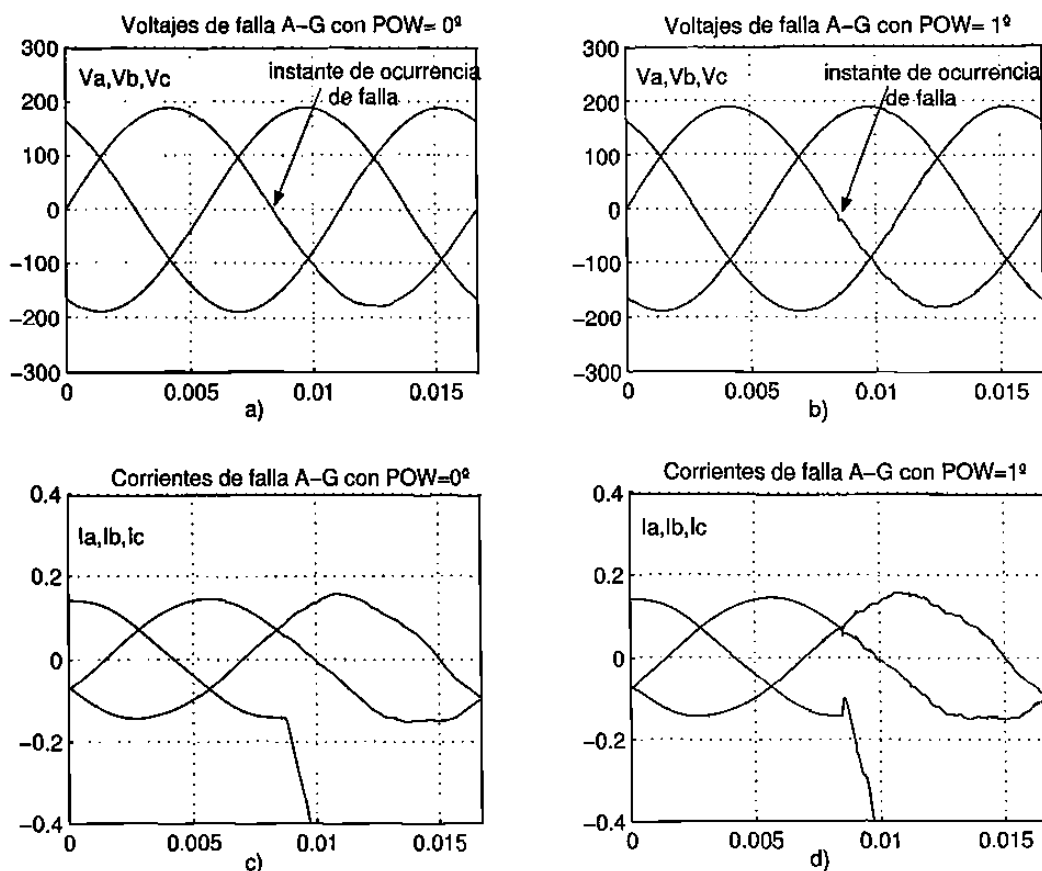 Voltajes de falla A-G con POW= 0º
300
200
100
0
-100
-200
-300
Va,Vb,Vc
instante de ocurrencia
de falla
0
0.005
0.01
0.015
a)
Voltajes de falla A-G con POW= 1º
300
200
100
0
-100
-200
-300
Va,Vb,Vc
instante de ocurrencia
de falla
0
0.005
0.01
0.015
b)
Corrientes de falla A-G con POW=0º
0.4
0.2
0
-0.2
-0.4
Ia,Ib,Ic
0
0.005
0.01
0.015
c)
Corrientes de falla A-G con POW=1º
0.4
0.2
0
-0.2
-0.4
Ia,Ib,Ic
0
0.005
0.01
0.015
d)